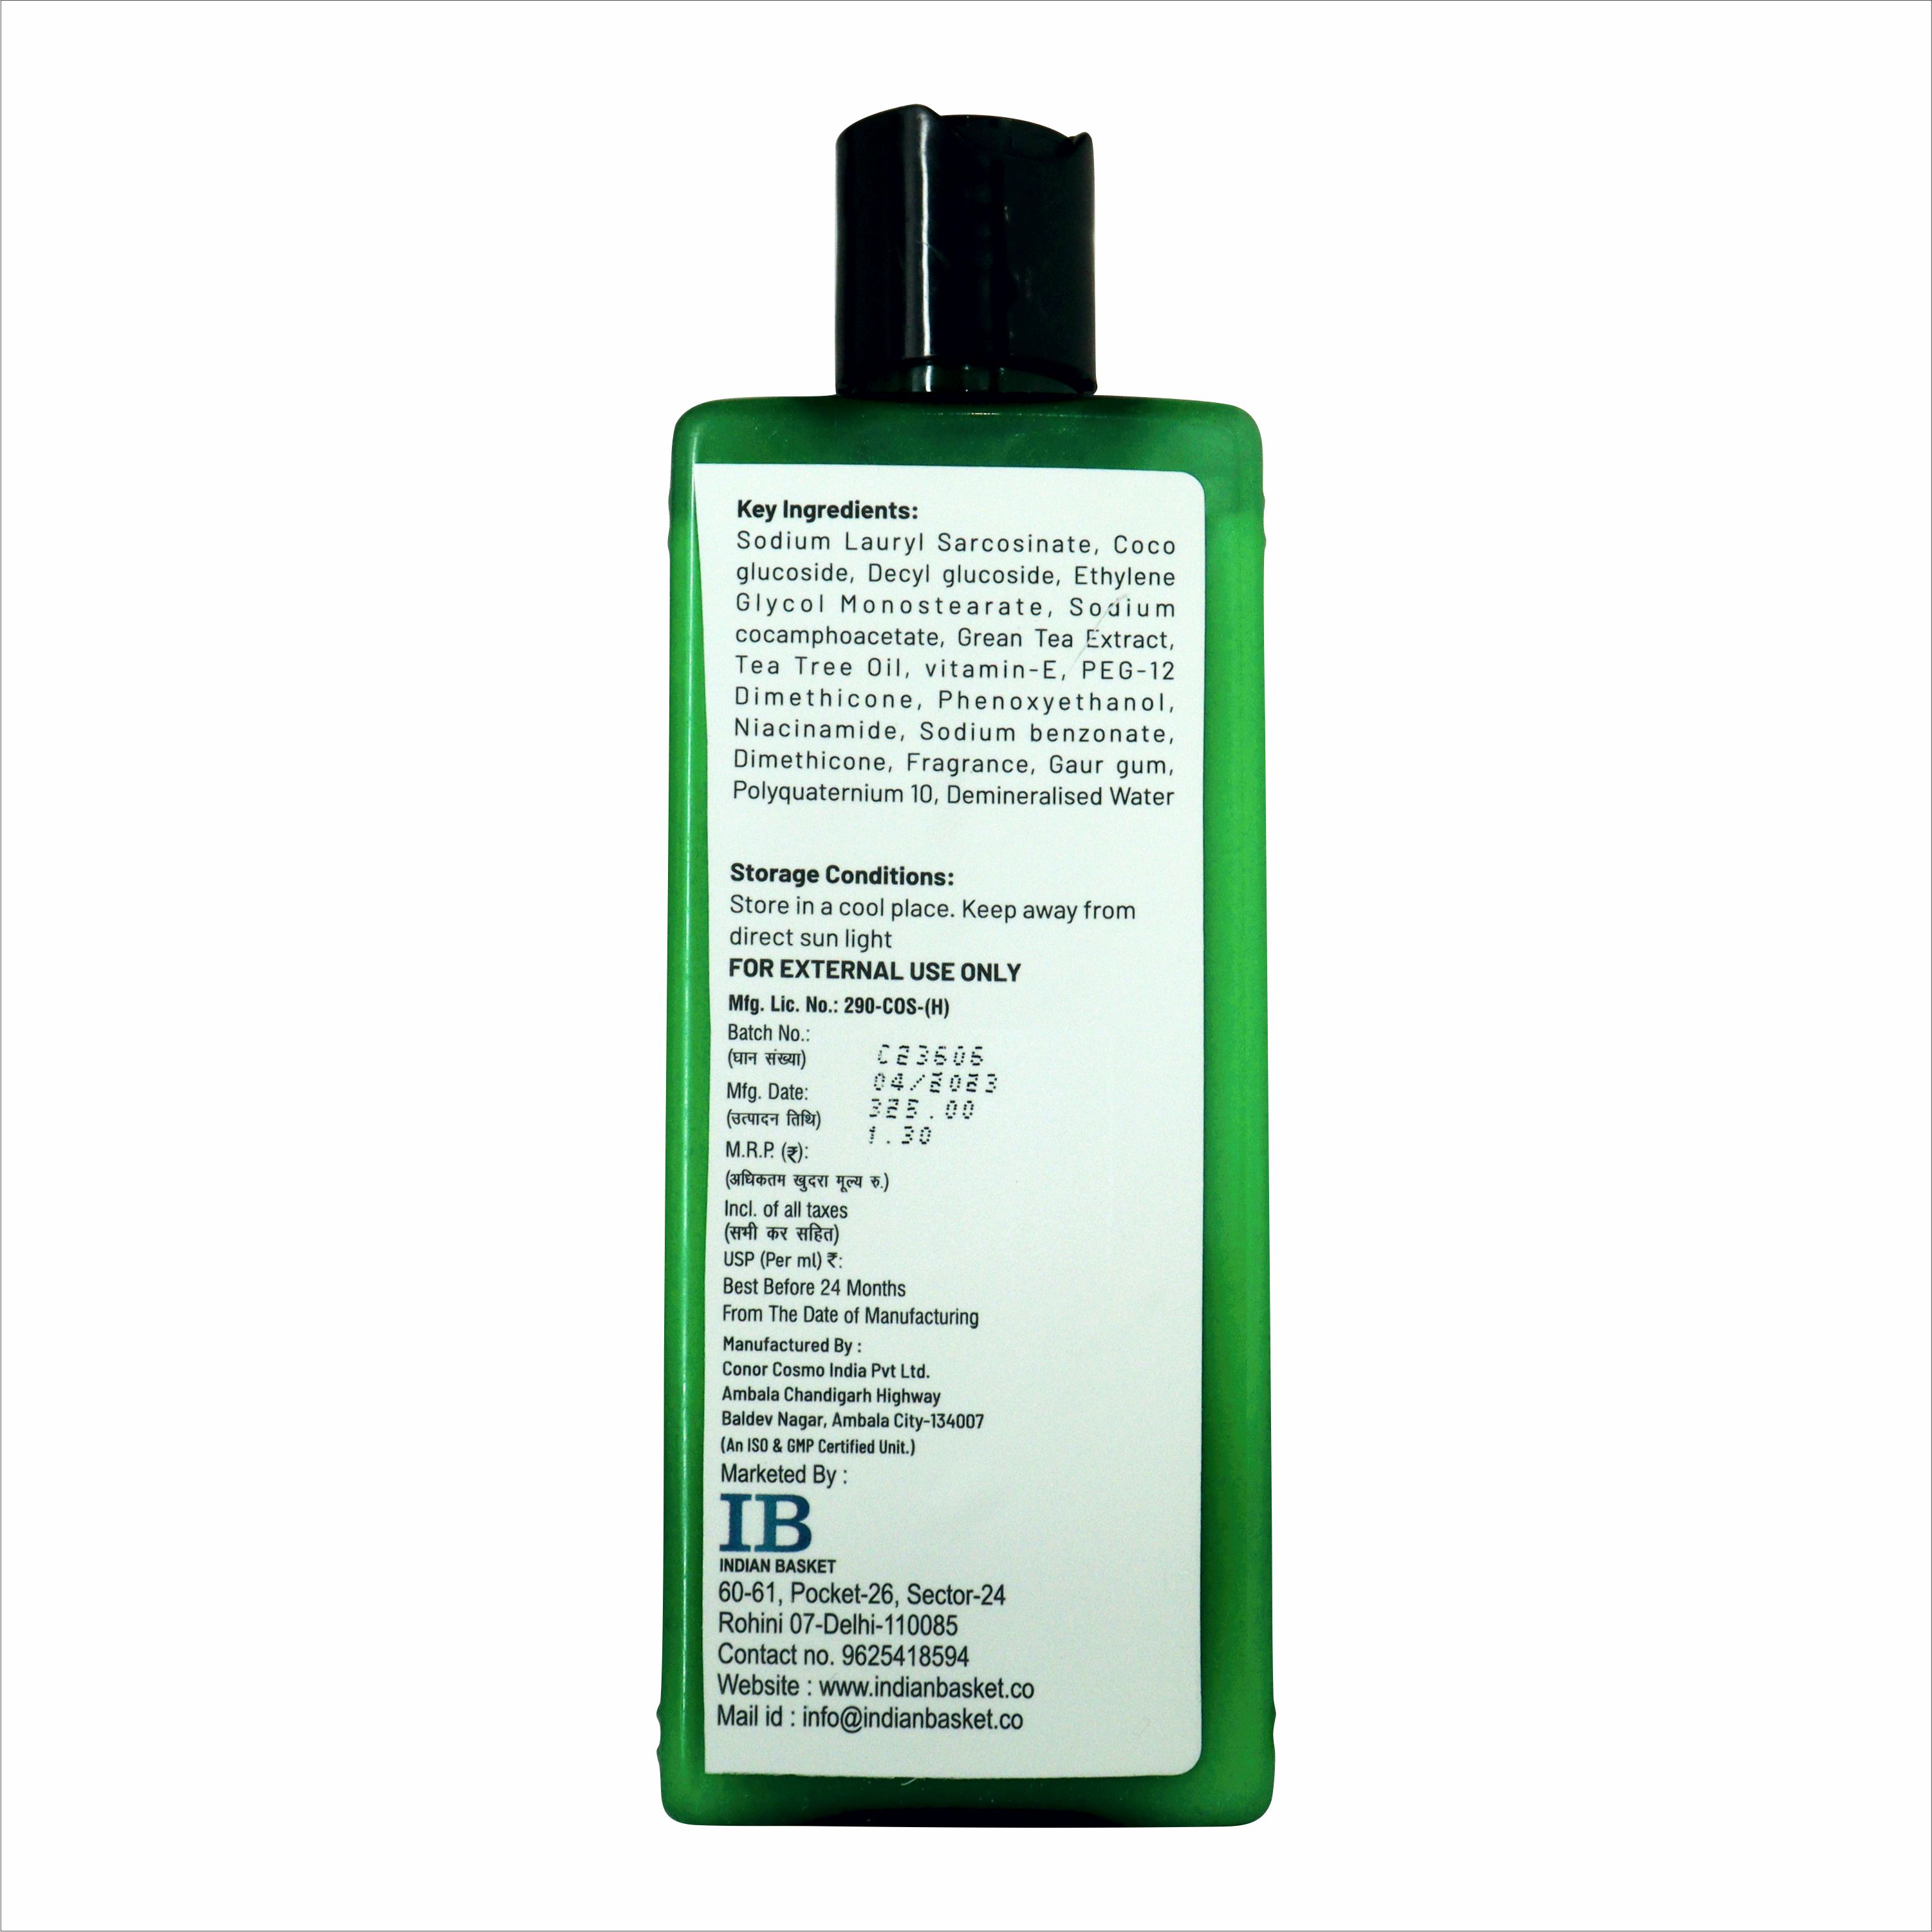 Key Ingredients:
Sodium Lauryl Sarcosinate, Coco
glucoside, Decyl glucoside, Ethylene
Glycol Monostearate, Sodium
cocamphoacetate, Grean Tea Extract,
Tea Tree Oil, vitamin-E, PEG-12
Dimethicone, Phenoxyethanol,
Niacinamide, Sodium benzonate,
Dimethicone, Fragrance, Gaur gum,
Polyquaternium 10, Demineralised Water
Storage Conditions:
Store in a cool place. Keep away from
direct sun light
FOR EXTERNAL USE ONLY
Mfg. Lic. No.: 290-COS-(H)
Batch No.:
(घान संख्या)
C23606
Mfg. Date:
04/2023
(उत्पादन तिथि)
325.00
1.30
M.R.P. (₹):
(अधिकतम खुदरा मूल्य रु.)
Incl. of all taxes
(सभी कर सहित)
USP (Per ml) ₹:
Best Before 24 Months
From The Date of Manufacturing
Manufactured By :
Conor Cosmo India Pvt Ltd.
Ambala Chandigarh Highway
Baldev Nagar, Ambala City-134007
(An ISO & GMP Certified Unit.)
Marketed By :
IB
INDIAN BASKET
60-61, Pocket-26, Sector-24
Rohini 07-Delhi-110085
Contact no. 9625418594
Website : www.indianbasket.co
Mail id : info@indianbasket.co